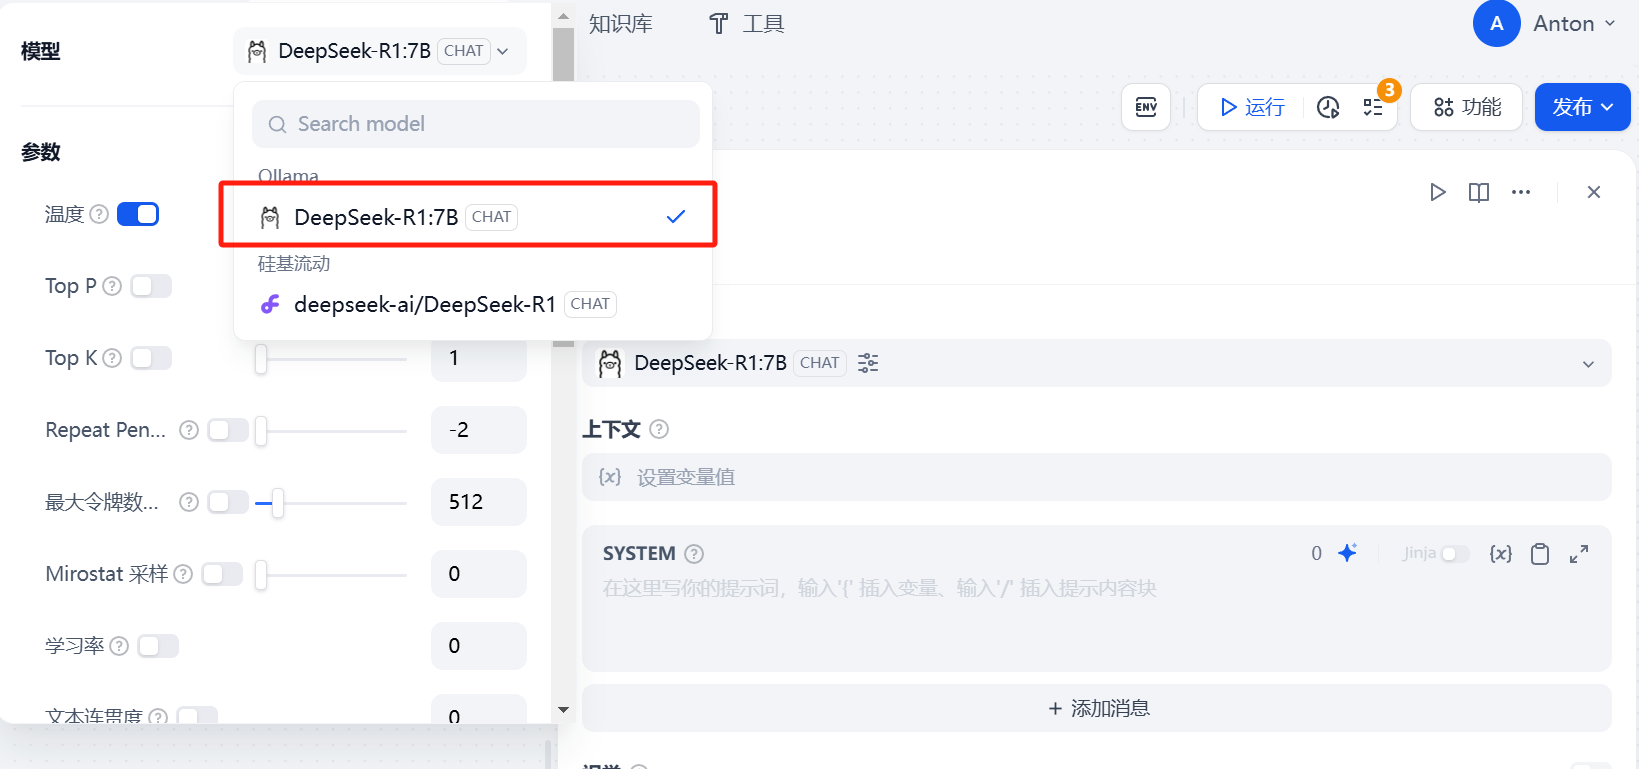 模型
DeepSeek-R1:7B CHAT
Search model
Ollama
DeepSeek-R1:7B CHAT
硅基流动
deepseek-ai/DeepSeek-R1 CHAT
参数
温度
Top P
Top K 1
Repeat Pen... -2
最大令牌数... 512
Mirostat 采样 0
学习率 0
文本连贯度 0
知识库 工具
A Anton
ENV 运行 3 功能 发布
DeepSeek-R1:7B CHAT
上下文
{x} 设置变量值
SYSTEM 0 Jinja {x}
在这里写你的提示词，输入'{' 插入变量、输入'/' 插入提示内容块
+ 添加消息